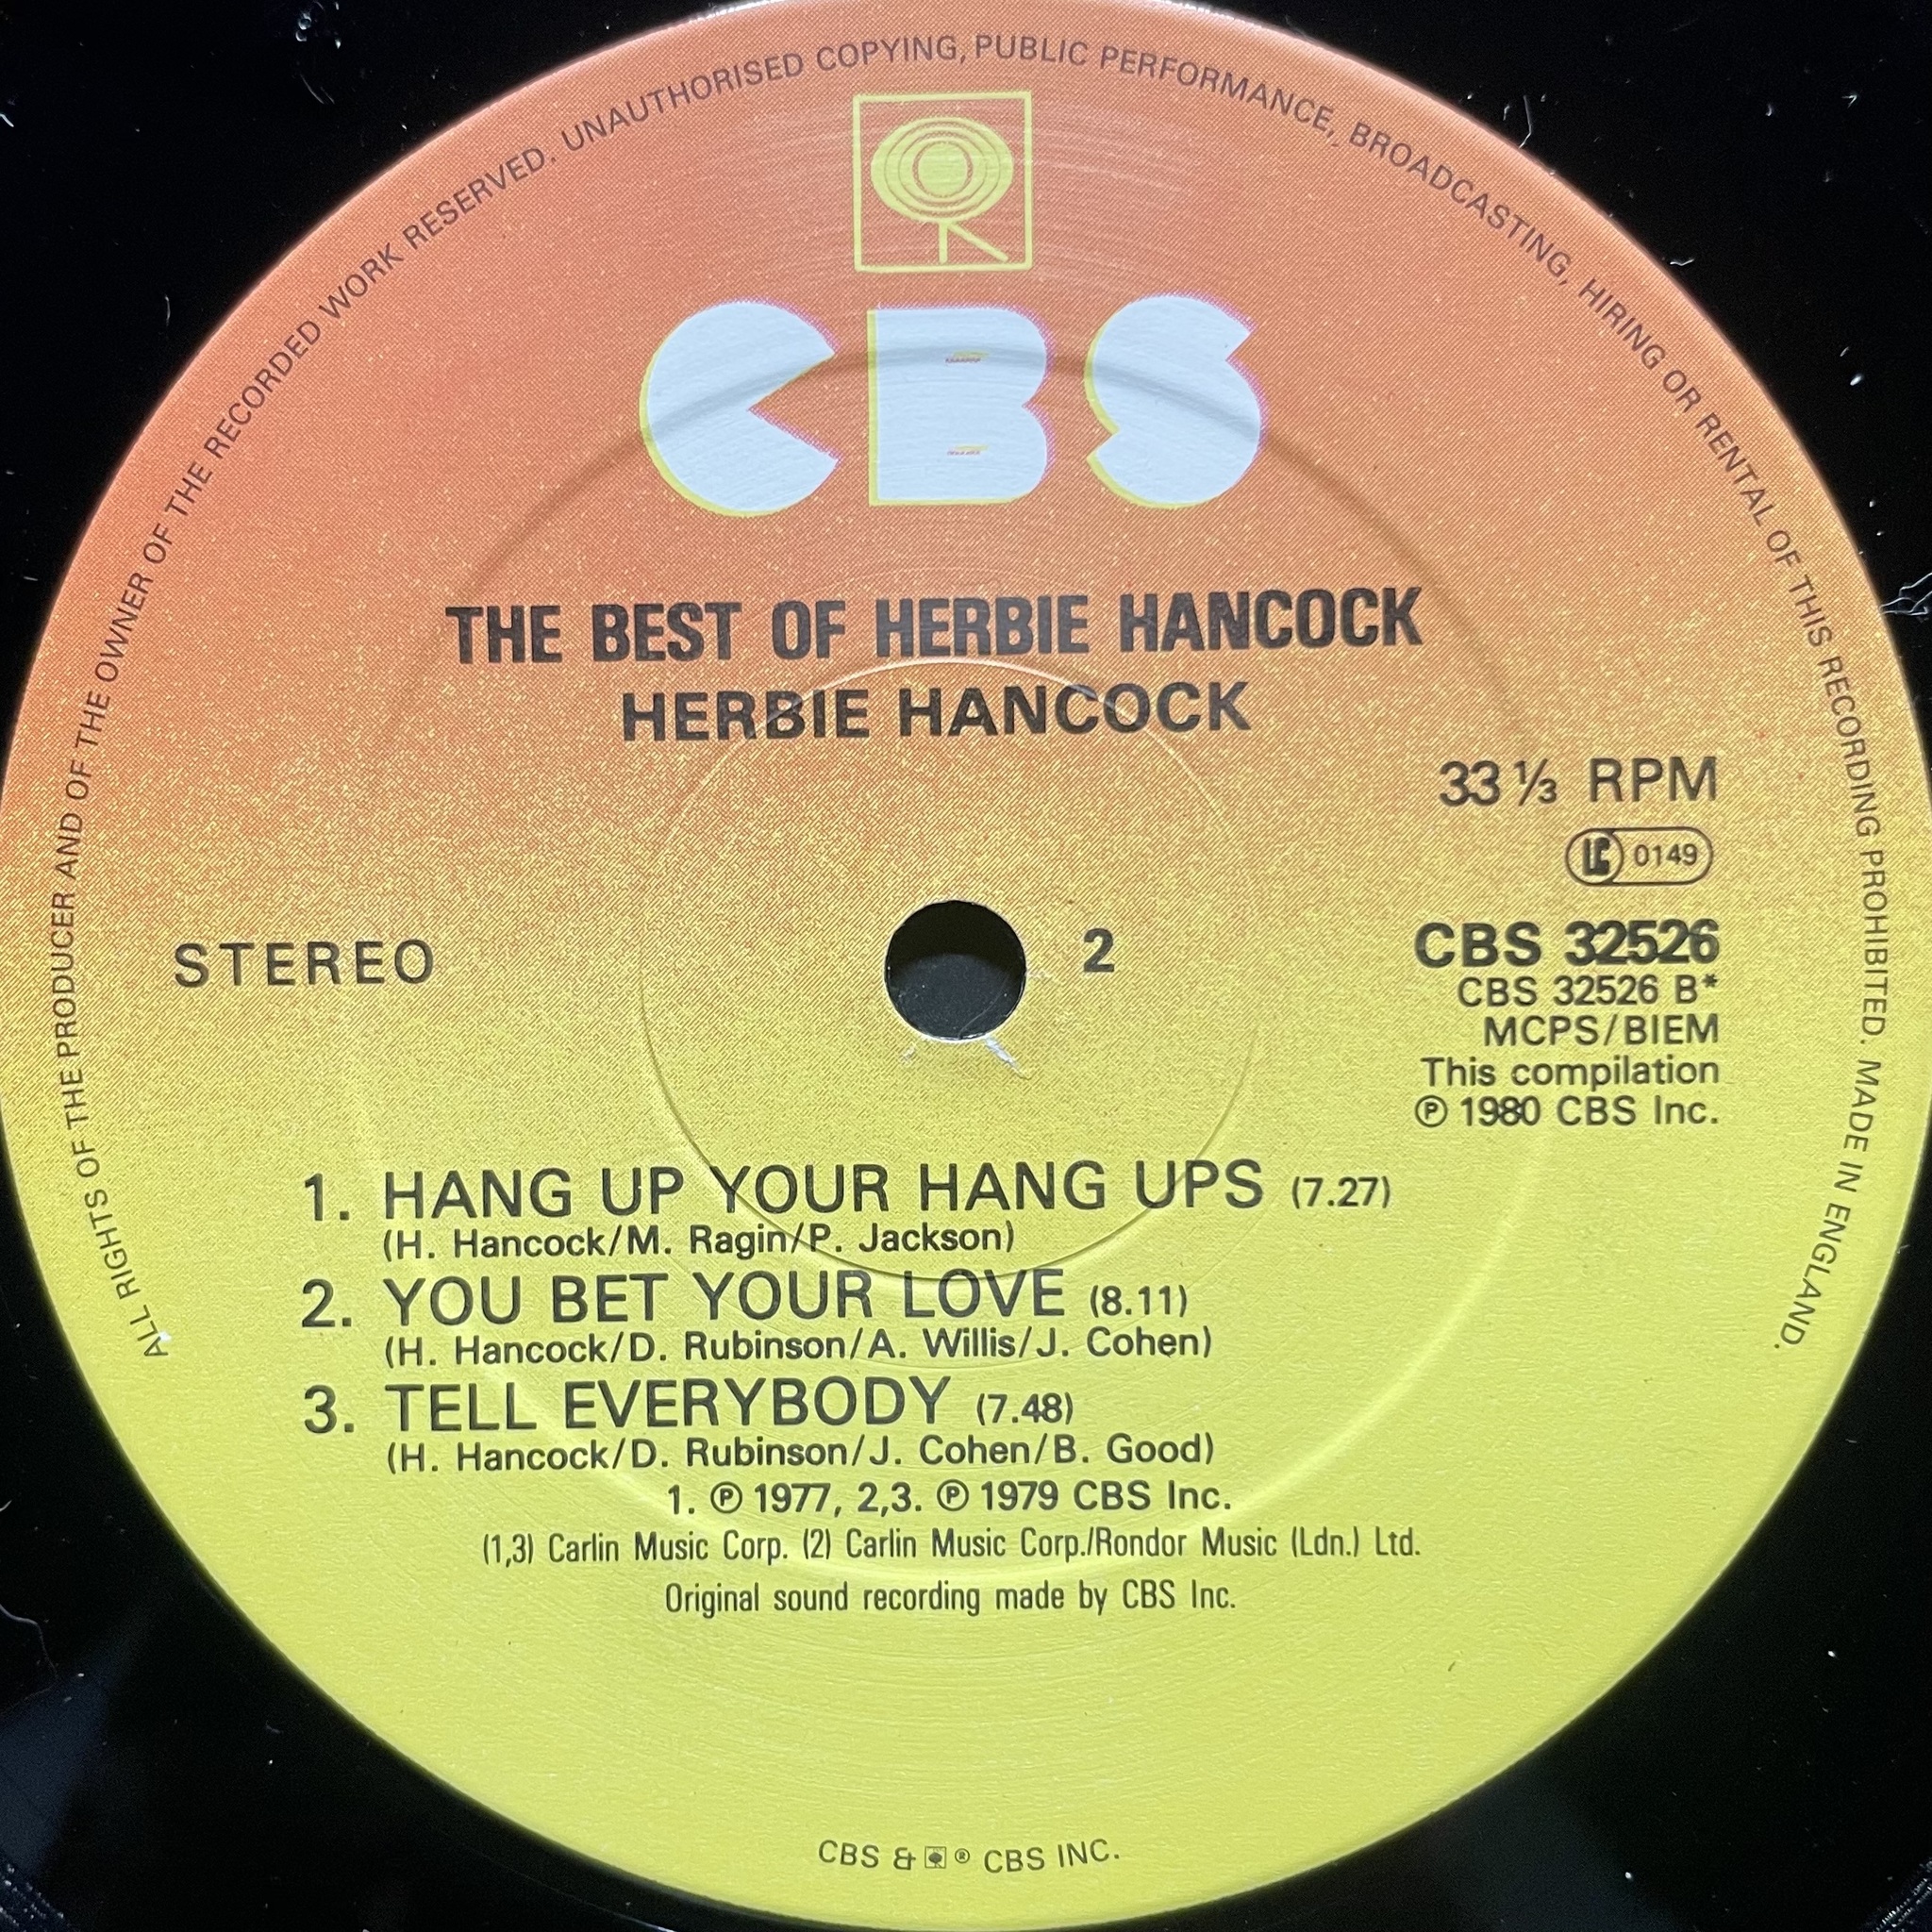 ALL RIGHTS OF THE PRODUCER AND OF THE OWNER OF THE RECORDED WORK RESERVED. UNAUTHORISED COPYING, PUBLIC PERFORMANCE, BROADCASTING, HIRING OR RENTAL OF THIS RECORDING PROHIBITED. MADE IN ENGLAND.
CBS
THE BEST OF HERBIE HANCOCK
HERBIE HANCOCK
33 ⅓ RPM
LC 0149
STEREO
2
CBS 32526
CBS 32526 B*
MCPS/BIEM
This compilation
℗ 1980 CBS Inc.
1. HANG UP YOUR HANG UPS (7.27)
(H. Hancock/M. Ragin/P. Jackson)
2. YOU BET YOUR LOVE (8.11)
(H. Hancock/D. Rubinson/A. Willis/J. Cohen)
3. TELL EVERYBODY (7.48)
(H. Hancock/D. Rubinson/J. Cohen/B. Good)
1. ℗ 1977, 2,3. ℗ 1979 CBS Inc.
(1,3) Carlin Music Corp. (2) Carlin Music Corp./Rondor Music (Ldn.) Ltd.
Original sound recording made by CBS Inc.
CBS & ® CBS INC.